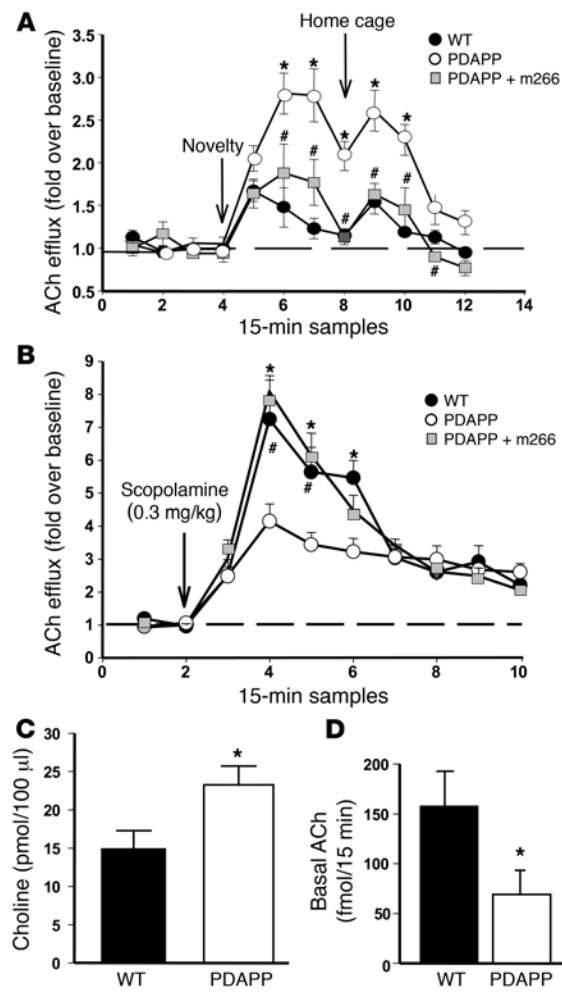 A
Home cage
WT
PDAPP
PDAPP + m266
Novelty
ACh efflux (fold over baseline)
3.5
3.0
2.5
2.0
1.5
1.0
0.5
* * * * *
# # # # # #
0 2 4 6 8 10 12 14
15-min samples
B
WT
PDAPP
PDAPP + m266
Scopolamine
(0.3 mg/kg)
ACh efflux (fold over baseline)
9
8
7
6
5
4
3
2
1
0
* * *
# #
0 2 4 6 8 10
15-min samples
C
Choline (pmol/100 µl)
30
25
20
15
10
5
0
*
WT PDAPP
D
Basal ACh
(fmol/15 min)
200
150
100
50
0
*
WT PDAPP